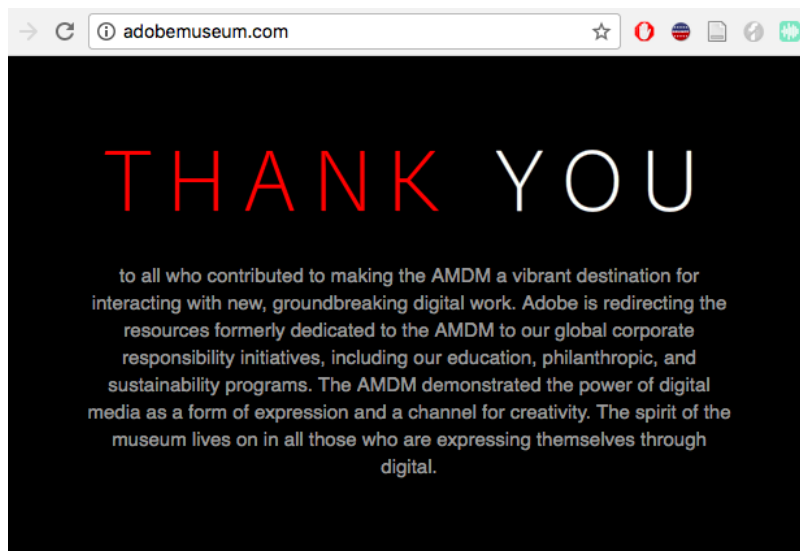 adobemuseum.com
THANK YOU
to all who contributed to making the AMDM a vibrant destination for
interacting with new, groundbreaking digital work. Adobe is redirecting the
resources formerly dedicated to the AMDM to our global corporate
responsibility initiatives, including our education, philanthropic, and
sustainability programs. The AMDM demonstrated the power of digital
media as a form of expression and a channel for creativity. The spirit of the
museum lives on in all those who are expressing themselves through
digital.